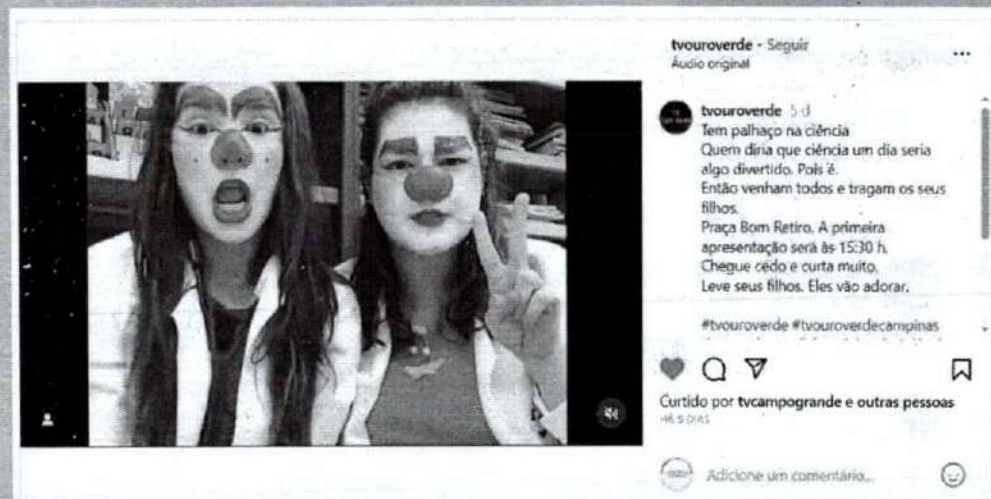 tvouroverde • Seguir
Áudio original
tvouroverde 5 d
Tem palhaço na ciência
Quem diria que ciência um dia seria
algo divertido. Pois é.
Então venham todos e tragam os seus
filhos.
Praça Bom Retiro. A primeira
apresentação será às 15:30 h.
Chegue cedo e curta muito.
Leve seus filhos. Eles vão adorar.
#tvouroverde #tvouroverdecampinas
Curtido por tvcampogrande e outras pessoas
HÁ 5 DIAS
Adicione um comentário...